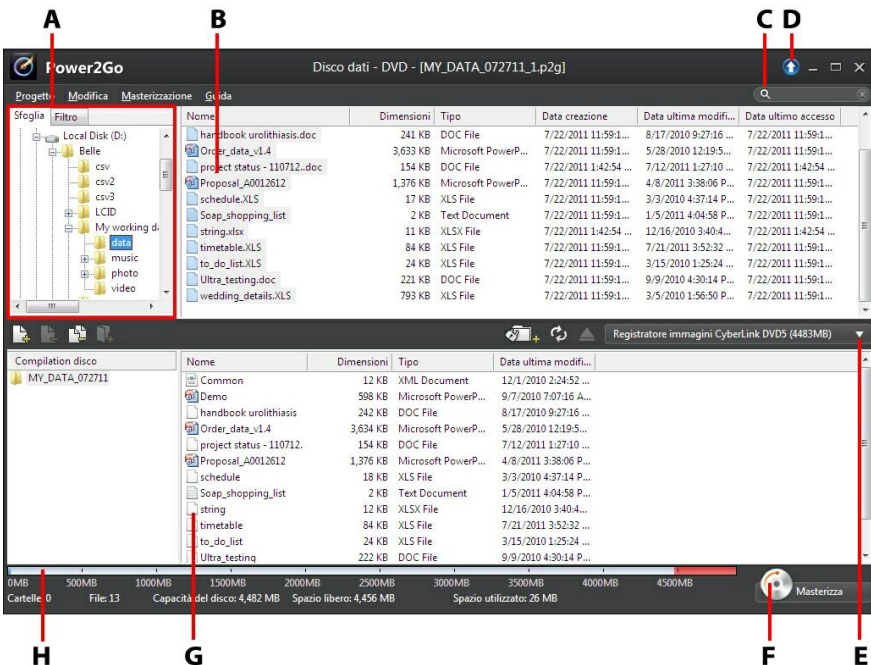 A B C D
Power2Go Disco dati - DVD - [MY_DATA_072711_1.p2g]
Progetto Modifica Masterizzazione Guida
Sfoglia Filtro Nome Dimensioni Tipo Data creazione Data ultima modifi... Data ultimo accesso
Local Disk (D:) handbook urolithiasis.doc 241 KB DOC File 7/22/2011 11:59:1... 8/17/2010 9:27:16 ... 7/22/2011 11:59:1...
Belle Order_data_v1.4 3,633 KB Microsoft PowerP... 7/22/2011 11:59:1... 5/28/2010 12:19:5... 7/22/2011 11:59:1...
csv project status - 110712..doc 154 KB DOC File 7/22/2011 1:42:54 ... 7/12/2011 1:27:10 ... 7/22/2011 1:42:54 ...
csv2 Proposal_A0012612 1,376 KB Microsoft PowerP... 7/22/2011 11:59:1... 4/8/2011 3:38:06 P... 7/22/2011 11:59:1...
csv3 schedule.XLS 17 KB XLS File 7/22/2011 11:59:1... 3/3/2010 4:37:14 P... 7/22/2011 11:59:1...
LCID Soap_shopping_list 2 KB Text Document 7/22/2011 11:59:1... 1/5/2011 4:04:58 P... 7/22/2011 11:59:1...
My working da string.xlsx 11 KB XLSX File 7/22/2011 1:42:54 ... 12/16/2010 3:40:4... 7/22/2011 1:42:54 ...
data timetable.XLS 84 KB XLS File 7/22/2011 11:59:1... 7/21/2011 3:52:32 ... 7/22/2011 11:59:1...
music to_do_list.XLS 24 KB XLS File 7/22/2011 11:59:1... 3/15/2010 1:25:24 ... 7/22/2011 11:59:1...
photo Ultra_testing.doc 221 KB DOC File 7/22/2011 11:59:1... 9/9/2010 4:30:14 P... 7/22/2011 11:59:1...
video wedding_details.XLS 793 KB XLS File 7/22/2011 11:59:1... 3/5/2010 1:56:50 P... 7/22/2011 11:59:1...
Registratore immagini CyberLink DVD5 (4483MB)
Compilation disco Nome Dimensioni Tipo Data ultima modifi...
MY_DATA_072711 Common 12 KB XML Document 12/1/2010 2:24:52 ...
Demo 598 KB Microsoft PowerP... 9/7/2010 7:07:16 A...
handbook urolithiasis 242 KB DOC File 8/17/2010 9:27:16 ...
Order_data_v1.4 3,634 KB Microsoft PowerP... 5/28/2010 12:19:5...
project status - 110712. 154 KB DOC File 7/12/2011 1:27:10 ...
Proposal_A0012612 1,376 KB Microsoft PowerP... 4/8/2011 3:38:06 P...
schedule 18 KB XLS File 3/3/2010 4:37:14 P...
Soap_shopping_list 2 KB Text Document 1/5/2011 4:04:58 P...
string 12 KB XLSX File 12/16/2010 3:40:4...
timetable 84 KB XLS File 7/21/2011 3:52:32 ...
to_do_list 24 KB XLS File 3/15/2010 1:25:24 ...
Ultra_testing 222 KB DOC File 9/9/2010 4:30:14 P...
0MB 500MB 1000MB 1500MB 2000MB 2500MB 3000MB 3500MB 4000MB 4500MB
Masterizza
Cartelle: 0 File: 13 Capacità del disco: 4,482 MB Spazio libero: 4,456 MB Spazio utilizzato: 26 MB
H G F E